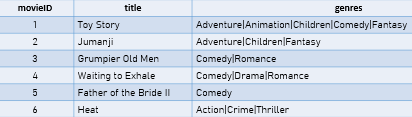 movieID title genres
1 Toy Story Adventure|Animation|Children|Comedy|Fantasy
2 Jumanji Adventure|Children|Fantasy
3 Grumpier Old Men Comedy|Romance
4 Waiting to Exhale Comedy|Drama|Romance
5 Father of the Bride II Comedy
6 Heat Action|Crime|Thriller